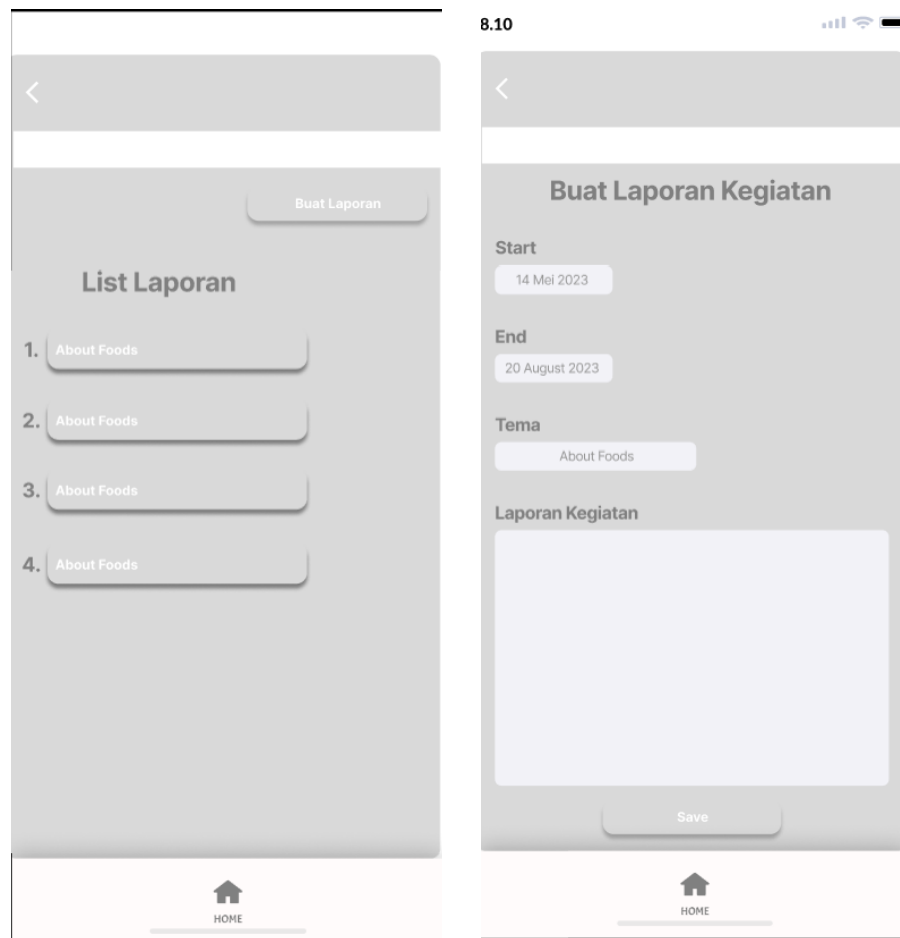 Buat Laporan
List Laporan
1. About Foods
2. About Foods
3. About Foods
4. About Foods
HOME
8.10
Buat Laporan Kegiatan
Start
14 Mei 2023
End
20 August 2023
Tema
About Foods
Laporan Kegiatan
Save
HOME